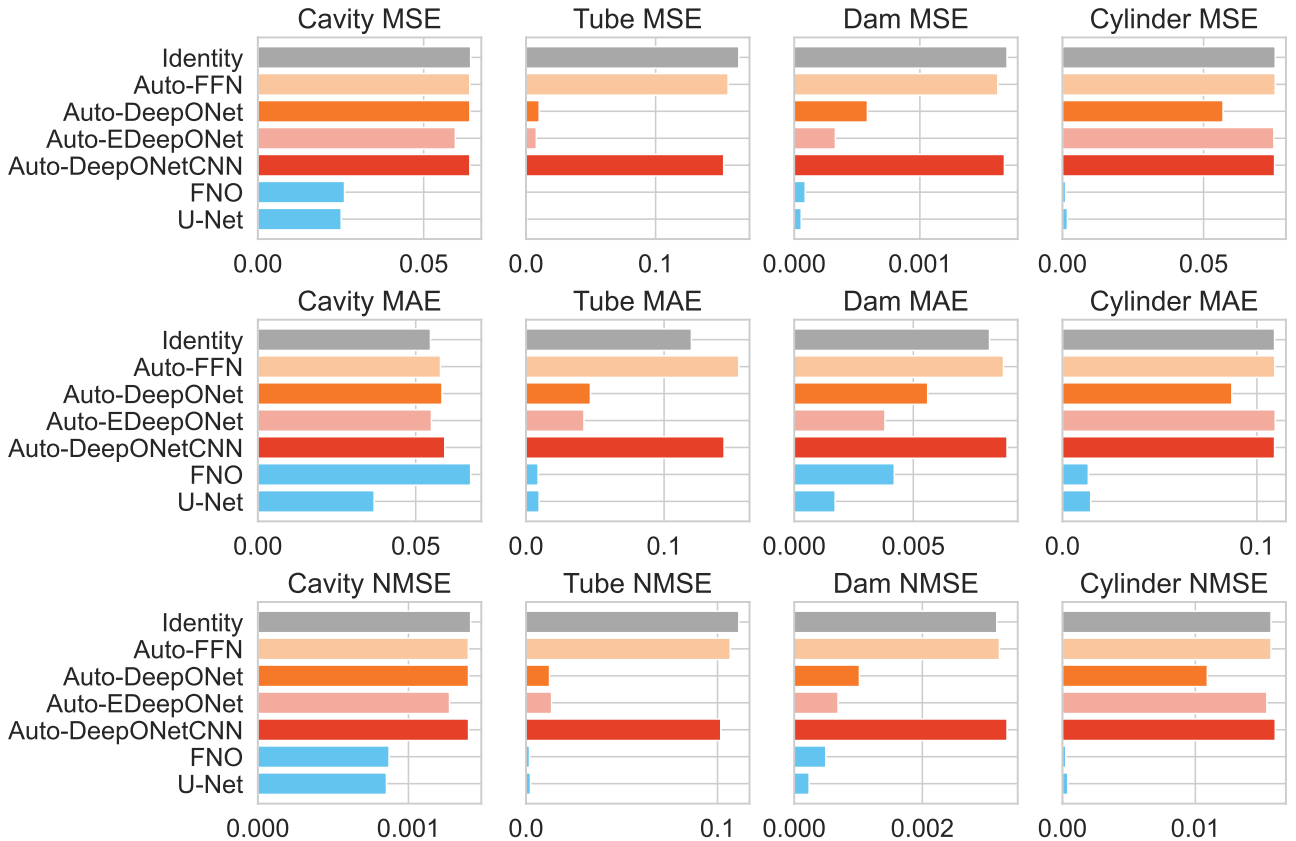 Cavity MSE Tube MSE Dam MSE Cylinder MSE
Identity
Auto-FFN
Auto-DeepONet
Auto-EDeepONet
Auto-DeepONetCNN
FNO
U-Net
0.00 0.05 0.0 0.1 0.000 0.001 0.00 0.05
Cavity MAE Tube MAE Dam MAE Cylinder MAE
Identity
Auto-FFN
Auto-DeepONet
Auto-EDeepONet
Auto-DeepONetCNN
FNO
U-Net
0.00 0.05 0.0 0.1 0.000 0.005 0.0 0.1
Cavity NMSE Tube NMSE Dam NMSE Cylinder NMSE
Identity
Auto-FFN
Auto-DeepONet
Auto-EDeepONet
Auto-DeepONetCNN
FNO
U-Net
0.000 0.001 0.0 0.1 0.000 0.002 0.00 0.01